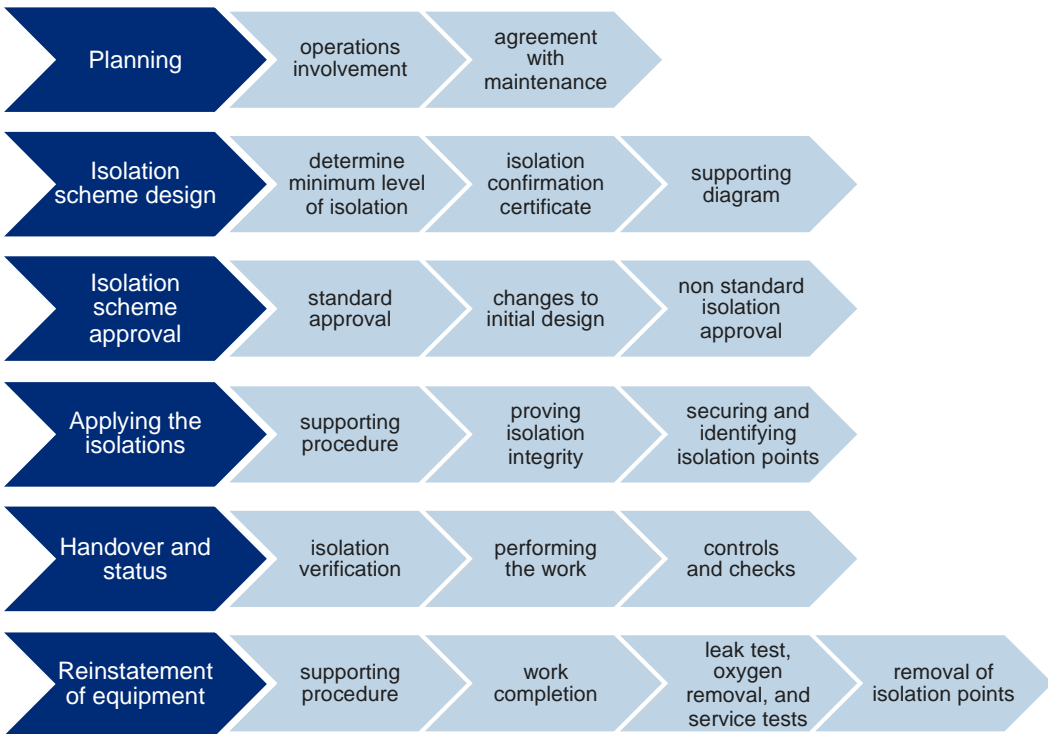 Planning
operations
involvement
agreement
with
maintenance
Isolation
scheme design
determine
minimum level
of isolation
isolation
confirmation
certificate
supporting
diagram
Isolation
scheme
approval
standard
approval
changes to
initial design
non standard
isolation
approval
Applying the
isolations
supporting
procedure
proving
isolation
integrity
securing and
identifying
isolation points
Handover and
status
isolation
verification
performing
the work
controls
and checks
Reinstatement
of equipment
supporting
procedure
work
completion
leak test,
oxygen
removal, and
service tests
removal of
isolation points